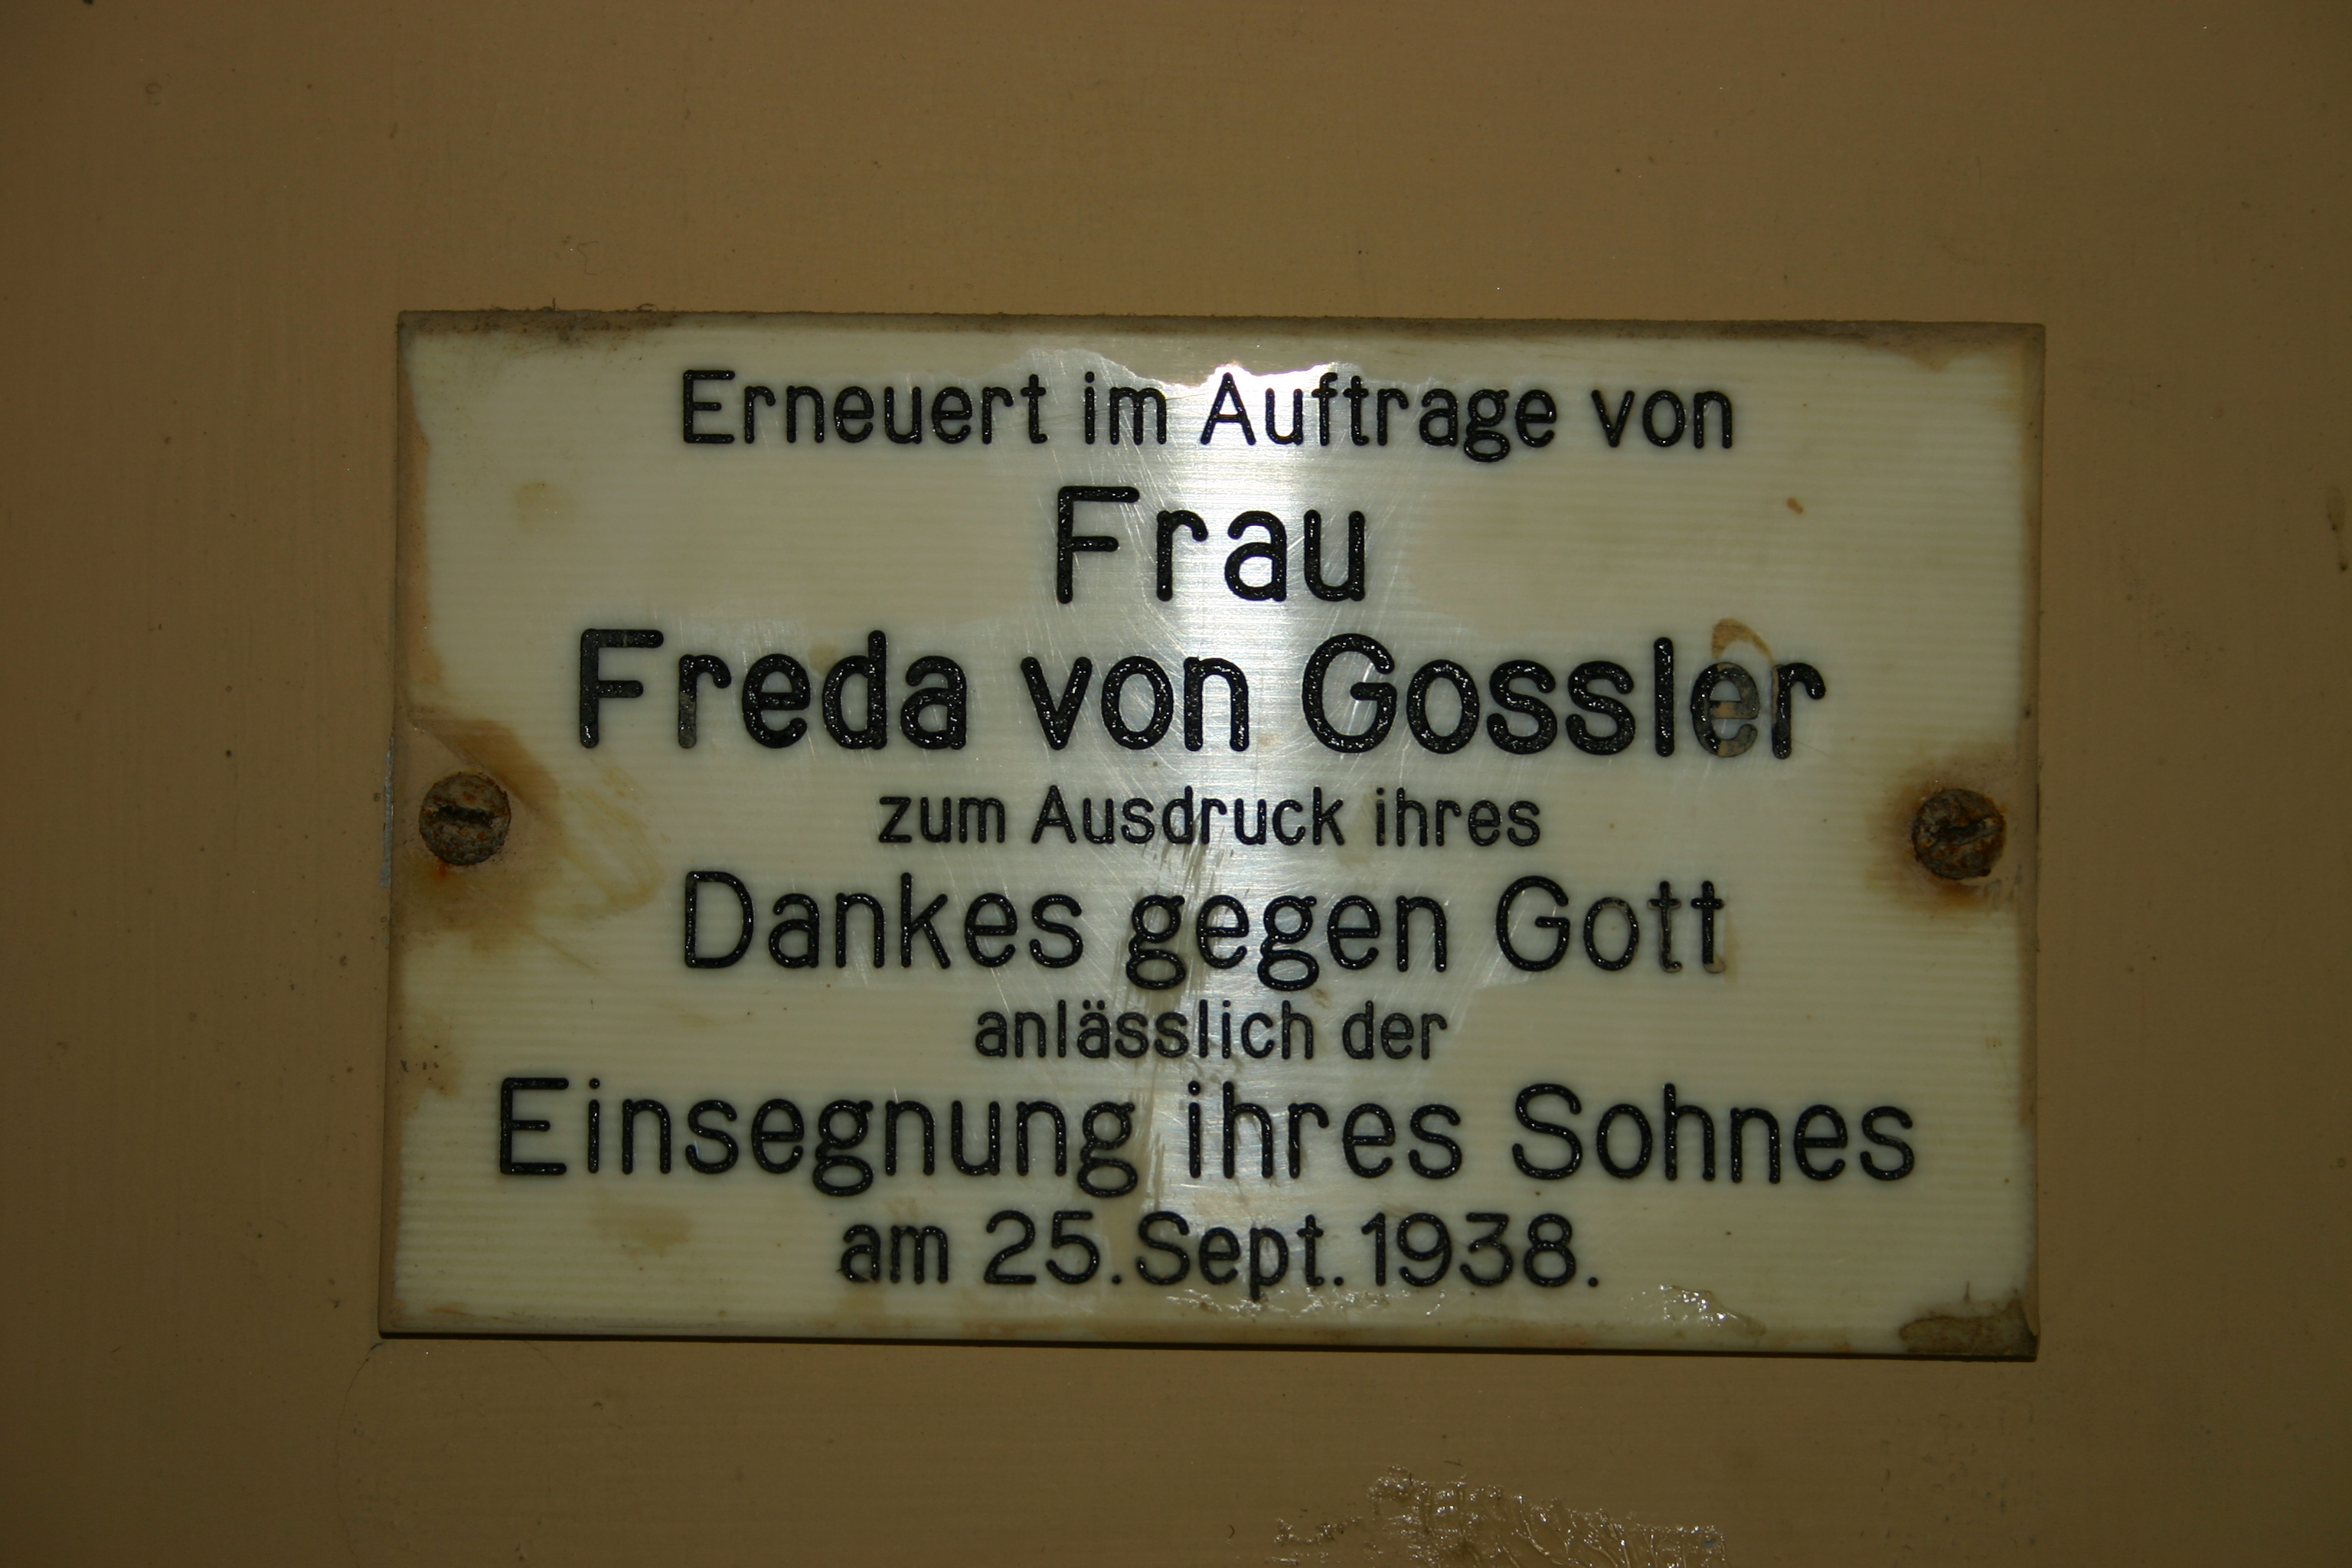 Erneuert im Auftrage von
Frau
Freda von Gossler
zum Ausdruck ihres
Dankes gegen Gott
anlässlich der
Einsegnung ihres Sohnes
am 25. Sept. 1938.